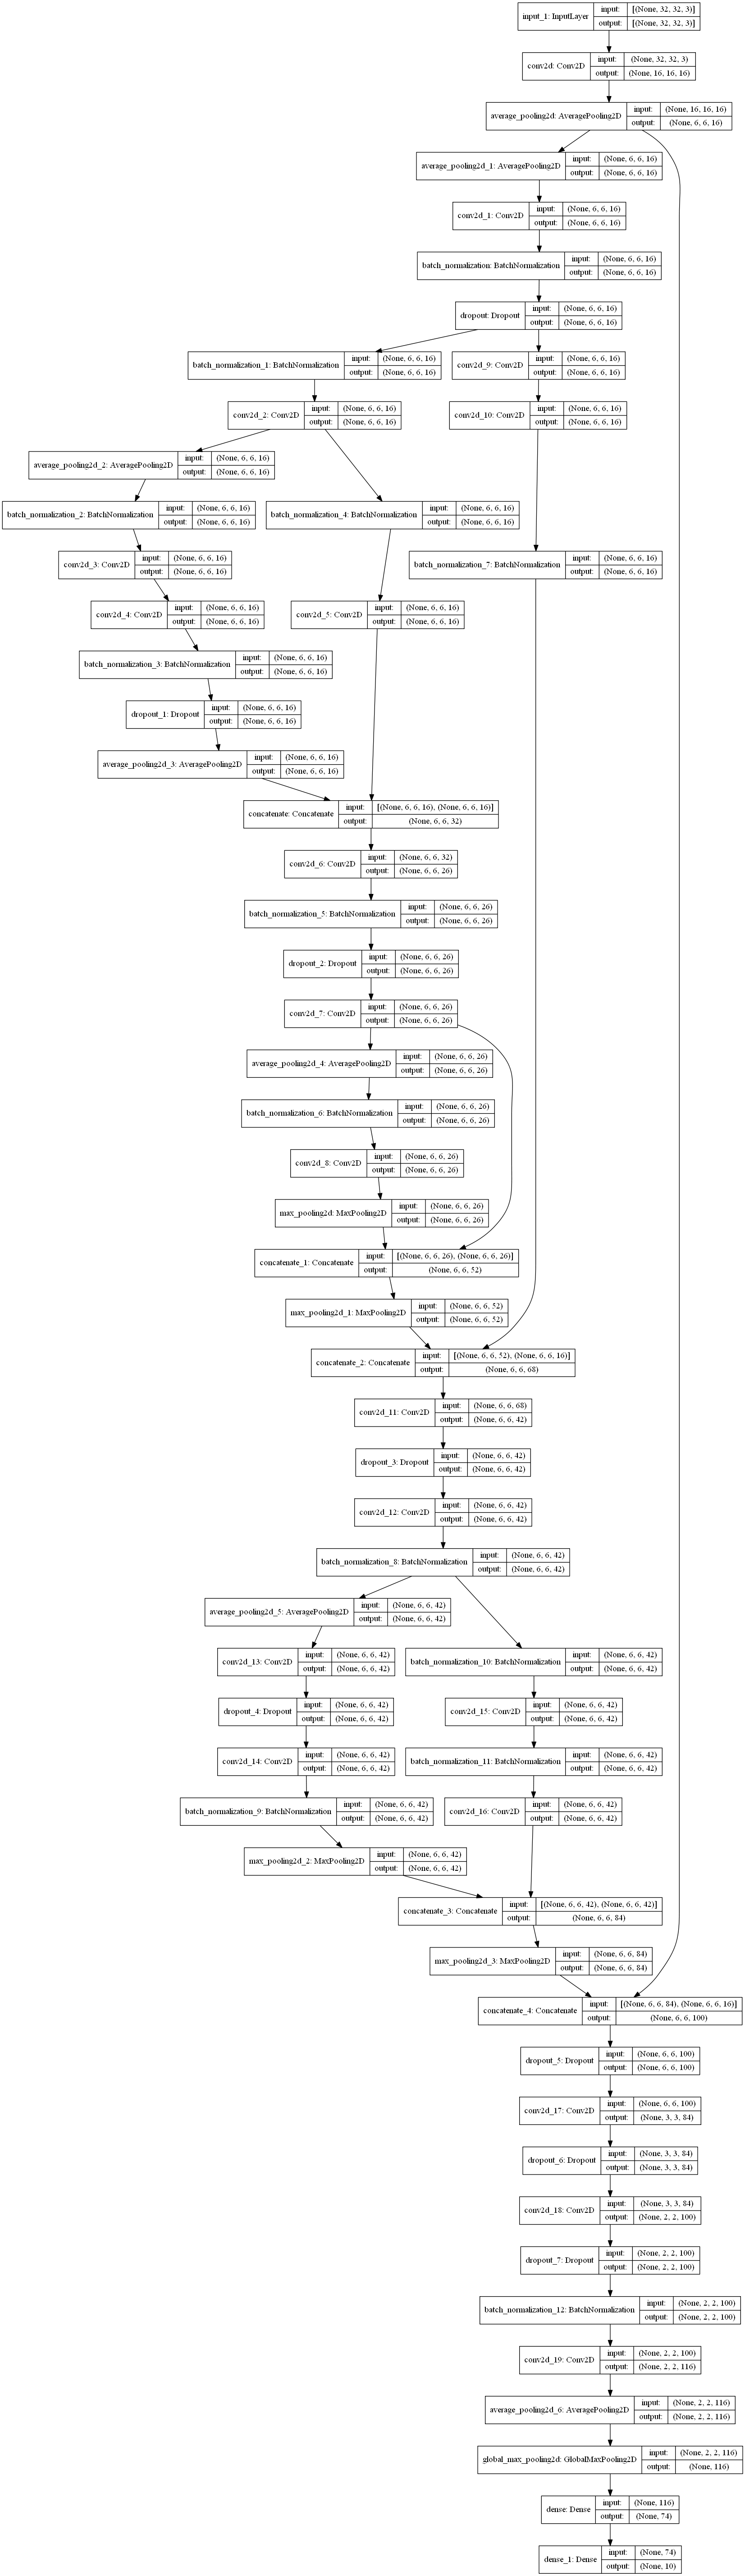 input_1: InputLayer
input: [(None, 32, 32, 3)]
output: [(None, 32, 32, 3)]
conv2d: Conv2D
input: (None, 32, 32, 3)
output: (None, 16, 16, 16)
average_pooling2d: AveragePooling2D
input: (None, 16, 16, 16)
output: (None, 6, 6, 16)
average_pooling2d_1: AveragePooling2D
input: (None, 6, 6, 16)
output: (None, 6, 6, 16)
conv2d_1: Conv2D
input: (None, 6, 6, 16)
output: (None, 6, 6, 16)
batch_normalization: BatchNormalization
input: (None, 6, 6, 16)
output: (None, 6, 6, 16)
dropout: Dropout
input: (None, 6, 6, 16)
output: (None, 6, 6, 16)
batch_normalization_1: BatchNormalization
input: (None, 6, 6, 16)
output: (None, 6, 6, 16)
conv2d_9: Conv2D
input: (None, 6, 6, 16)
output: (None, 6, 6, 16)
conv2d_2: Conv2D
input: (None, 6, 6, 16)
output: (None, 6, 6, 16)
conv2d_10: Conv2D
input: (None, 6, 6, 16)
output: (None, 6, 6, 16)
average_pooling2d_2: AveragePooling2D
input: (None, 6, 6, 16)
output: (None, 6, 6, 16)
batch_normalization_2: BatchNormalization
input: (None, 6, 6, 16)
output: (None, 6, 6, 16)
batch_normalization_4: BatchNormalization
input: (None, 6, 6, 16)
output: (None, 6, 6, 16)
conv2d_3: Conv2D
input: (None, 6, 6, 16)
output: (None, 6, 6, 16)
batch_normalization_7: BatchNormalization
input: (None, 6, 6, 16)
output: (None, 6, 6, 16)
conv2d_4: Conv2D
input: (None, 6, 6, 16)
output: (None, 6, 6, 16)
conv2d_5: Conv2D
input: (None, 6, 6, 16)
output: (None, 6, 6, 16)
batch_normalization_3: BatchNormalization
input: (None, 6, 6, 16)
output: (None, 6, 6, 16)
dropout_1: Dropout
input: (None, 6, 6, 16)
output: (None, 6, 6, 16)
average_pooling2d_3: AveragePooling2D
input: (None, 6, 6, 16)
output: (None, 6, 6, 16)
concatenate: Concatenate
input: [(None, 6, 6, 16), (None, 6, 6, 16)]
output: (None, 6, 6, 32)
conv2d_6: Conv2D
input: (None, 6, 6, 32)
output: (None, 6, 6, 26)
batch_normalization_5: BatchNormalization
input: (None, 6, 6, 26)
output: (None, 6, 6, 26)
dropout_2: Dropout
input: (None, 6, 6, 26)
output: (None, 6, 6, 26)
conv2d_7: Conv2D
input: (None, 6, 6, 26)
output: (None, 6, 6, 26)
average_pooling2d_4: AveragePooling2D
input: (None, 6, 6, 26)
output: (None, 6, 6, 26)
batch_normalization_6: BatchNormalization
input: (None, 6, 6, 26)
output: (None, 6, 6, 26)
conv2d_8: Conv2D
input: (None, 6, 6, 26)
output: (None, 6, 6, 26)
max_pooling2d: MaxPooling2D
input: (None, 6, 6, 26)
output: (None, 6, 6, 26)
concatenate_1: Concatenate
input: [(None, 6, 6, 26), (None, 6, 6, 26)]
output: (None, 6, 6, 52)
max_pooling2d_1: MaxPooling2D
input: (None, 6, 6, 52)
output: (None, 6, 6, 52)
concatenate_2: Concatenate
input: [(None, 6, 6, 52), (None, 6, 6, 16)]
output: (None, 6, 6, 68)
conv2d_11: Conv2D
input: (None, 6, 6, 68)
output: (None, 6, 6, 42)
dropout_3: Dropout
input: (None, 6, 6, 42)
output: (None, 6, 6, 42)
conv2d_12: Conv2D
input: (None, 6, 6, 42)
output: (None, 6, 6, 42)
batch_normalization_8: BatchNormalization
input: (None, 6, 6, 42)
output: (None, 6, 6, 42)
average_pooling2d_5: AveragePooling2D
input: (None, 6, 6, 42)
output: (None, 6, 6, 42)
conv2d_13: Conv2D
input: (None, 6, 6, 42)
output: (None, 6, 6, 42)
batch_normalization_10: BatchNormalization
input: (None, 6, 6, 42)
output: (None, 6, 6, 42)
dropout_4: Dropout
input: (None, 6, 6, 42)
output: (None, 6, 6, 42)
conv2d_15: Conv2D
input: (None, 6, 6, 42)
output: (None, 6, 6, 42)
conv2d_14: Conv2D
input: (None, 6, 6, 42)
output: (None, 6, 6, 42)
batch_normalization_11: BatchNormalization
input: (None, 6, 6, 42)
output: (None, 6, 6, 42)
batch_normalization_9: BatchNormalization
input: (None, 6, 6, 42)
output: (None, 6, 6, 42)
conv2d_16: Conv2D
input: (None, 6, 6, 42)
output: (None, 6, 6, 42)
max_pooling2d_2: MaxPooling2D
input: (None, 6, 6, 42)
output: (None, 6, 6, 42)
concatenate_3: Concatenate
input: [(None, 6, 6, 42), (None, 6, 6, 42)]
output: (None, 6, 6, 84)
max_pooling2d_3: MaxPooling2D
input: (None, 6, 6, 84)
output: (None, 6, 6, 84)
concatenate_4: Concatenate
input: [(None, 6, 6, 84), (None, 6, 6, 16)]
output: (None, 6, 6, 100)
dropout_5: Dropout
input: (None, 6, 6, 100)
output: (None, 6, 6, 100)
conv2d_17: Conv2D
input: (None, 6, 6, 100)
output: (None, 3, 3, 84)
dropout_6: Dropout
input: (None, 3, 3, 84)
output: (None, 3, 3, 84)
conv2d_18: Conv2D
input: (None, 3, 3, 84)
output: (None, 2, 2, 100)
dropout_7: Dropout
input: (None, 2, 2, 100)
output: (None, 2, 2, 100)
batch_normalization_12: BatchNormalization
input: (None, 2, 2, 100)
output: (None, 2, 2, 100)
conv2d_19: Conv2D
input: (None, 2, 2, 100)
output: (None, 2, 2, 116)
average_pooling2d_6: AveragePooling2D
input: (None, 2, 2, 116)
output: (None, 2, 2, 116)
global_max_pooling2d: GlobalMaxPooling2D
input: (None, 2, 2, 116)
output: (None, 116)
dense: Dense
input: (None, 116)
output: (None, 74)
dense_1: Dense
input: (None, 74)
output: (None, 10)